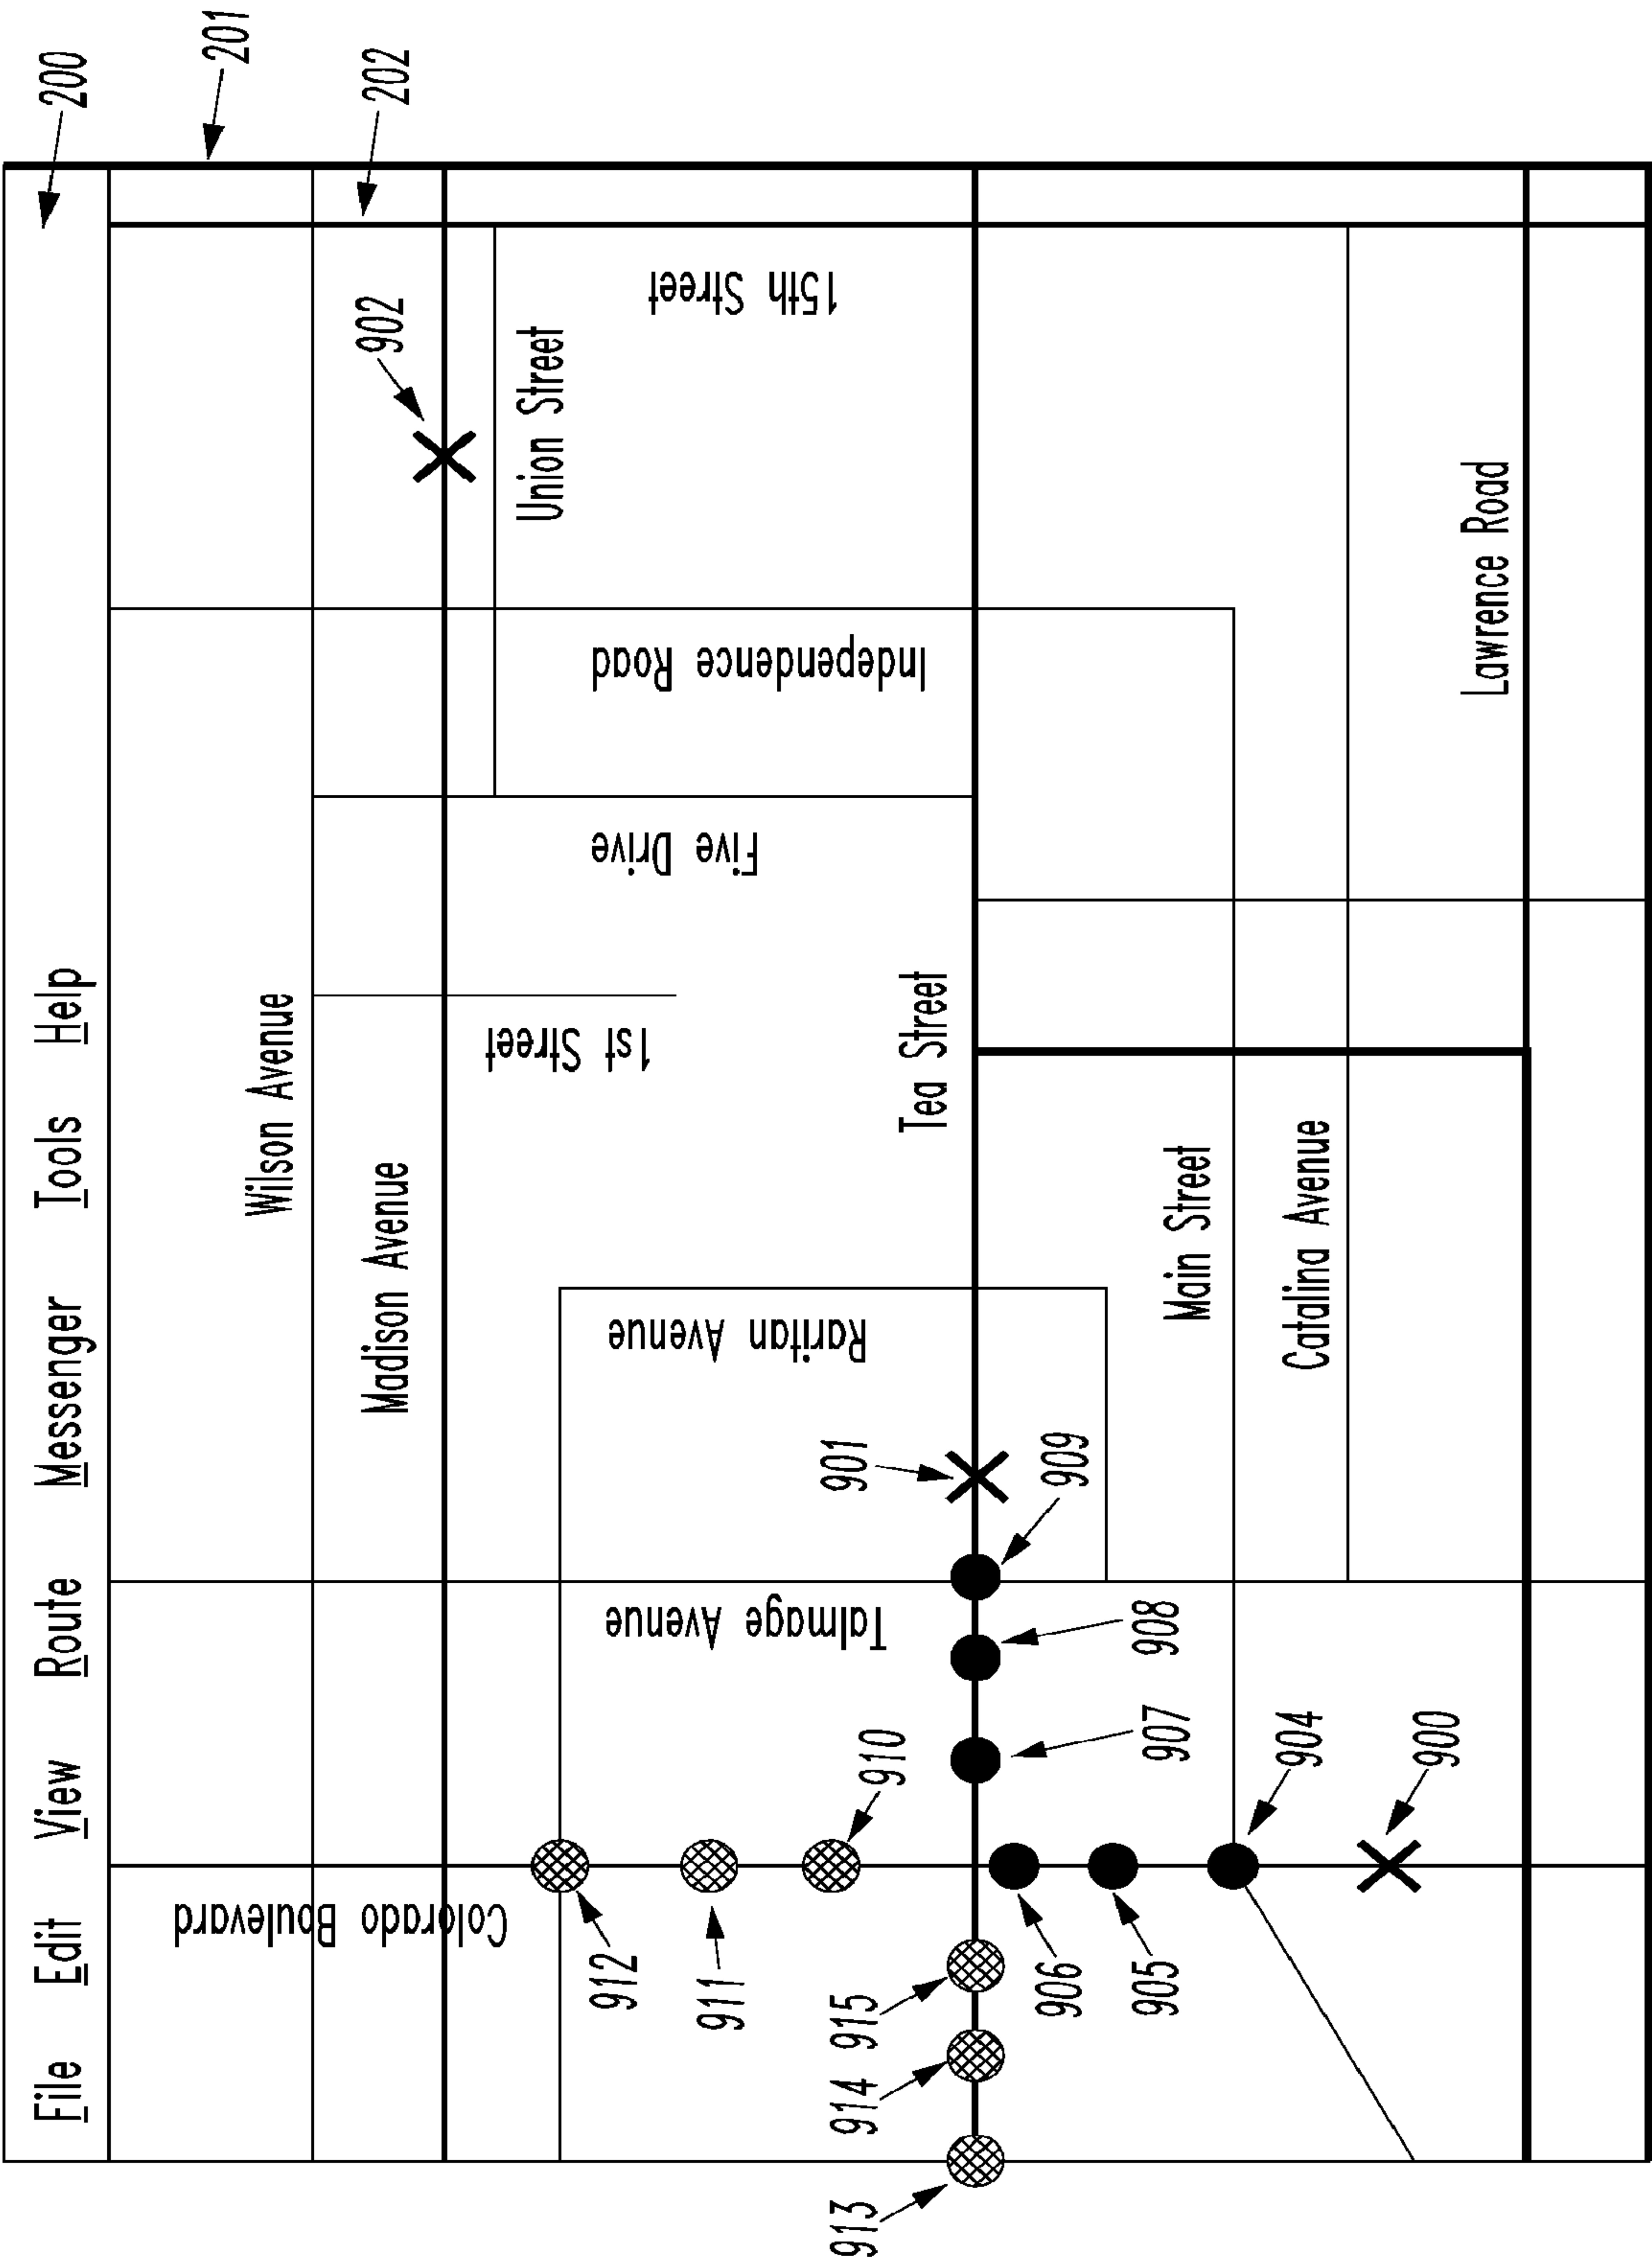 File Edit View Route Messenger Tools Help
200
201
202
Wilson Avenue
Madison Avenue
902
Union Street
15th Street
Independence Road
Five Drive
1st Street
Colorado Boulevard
912
911
910
Talmage Avenue
Raritan Avenue
Tea Street
901
909
913
914
915
906
905
907
908
904
900
Main Street
Catalina Avenue
Lawrence Road